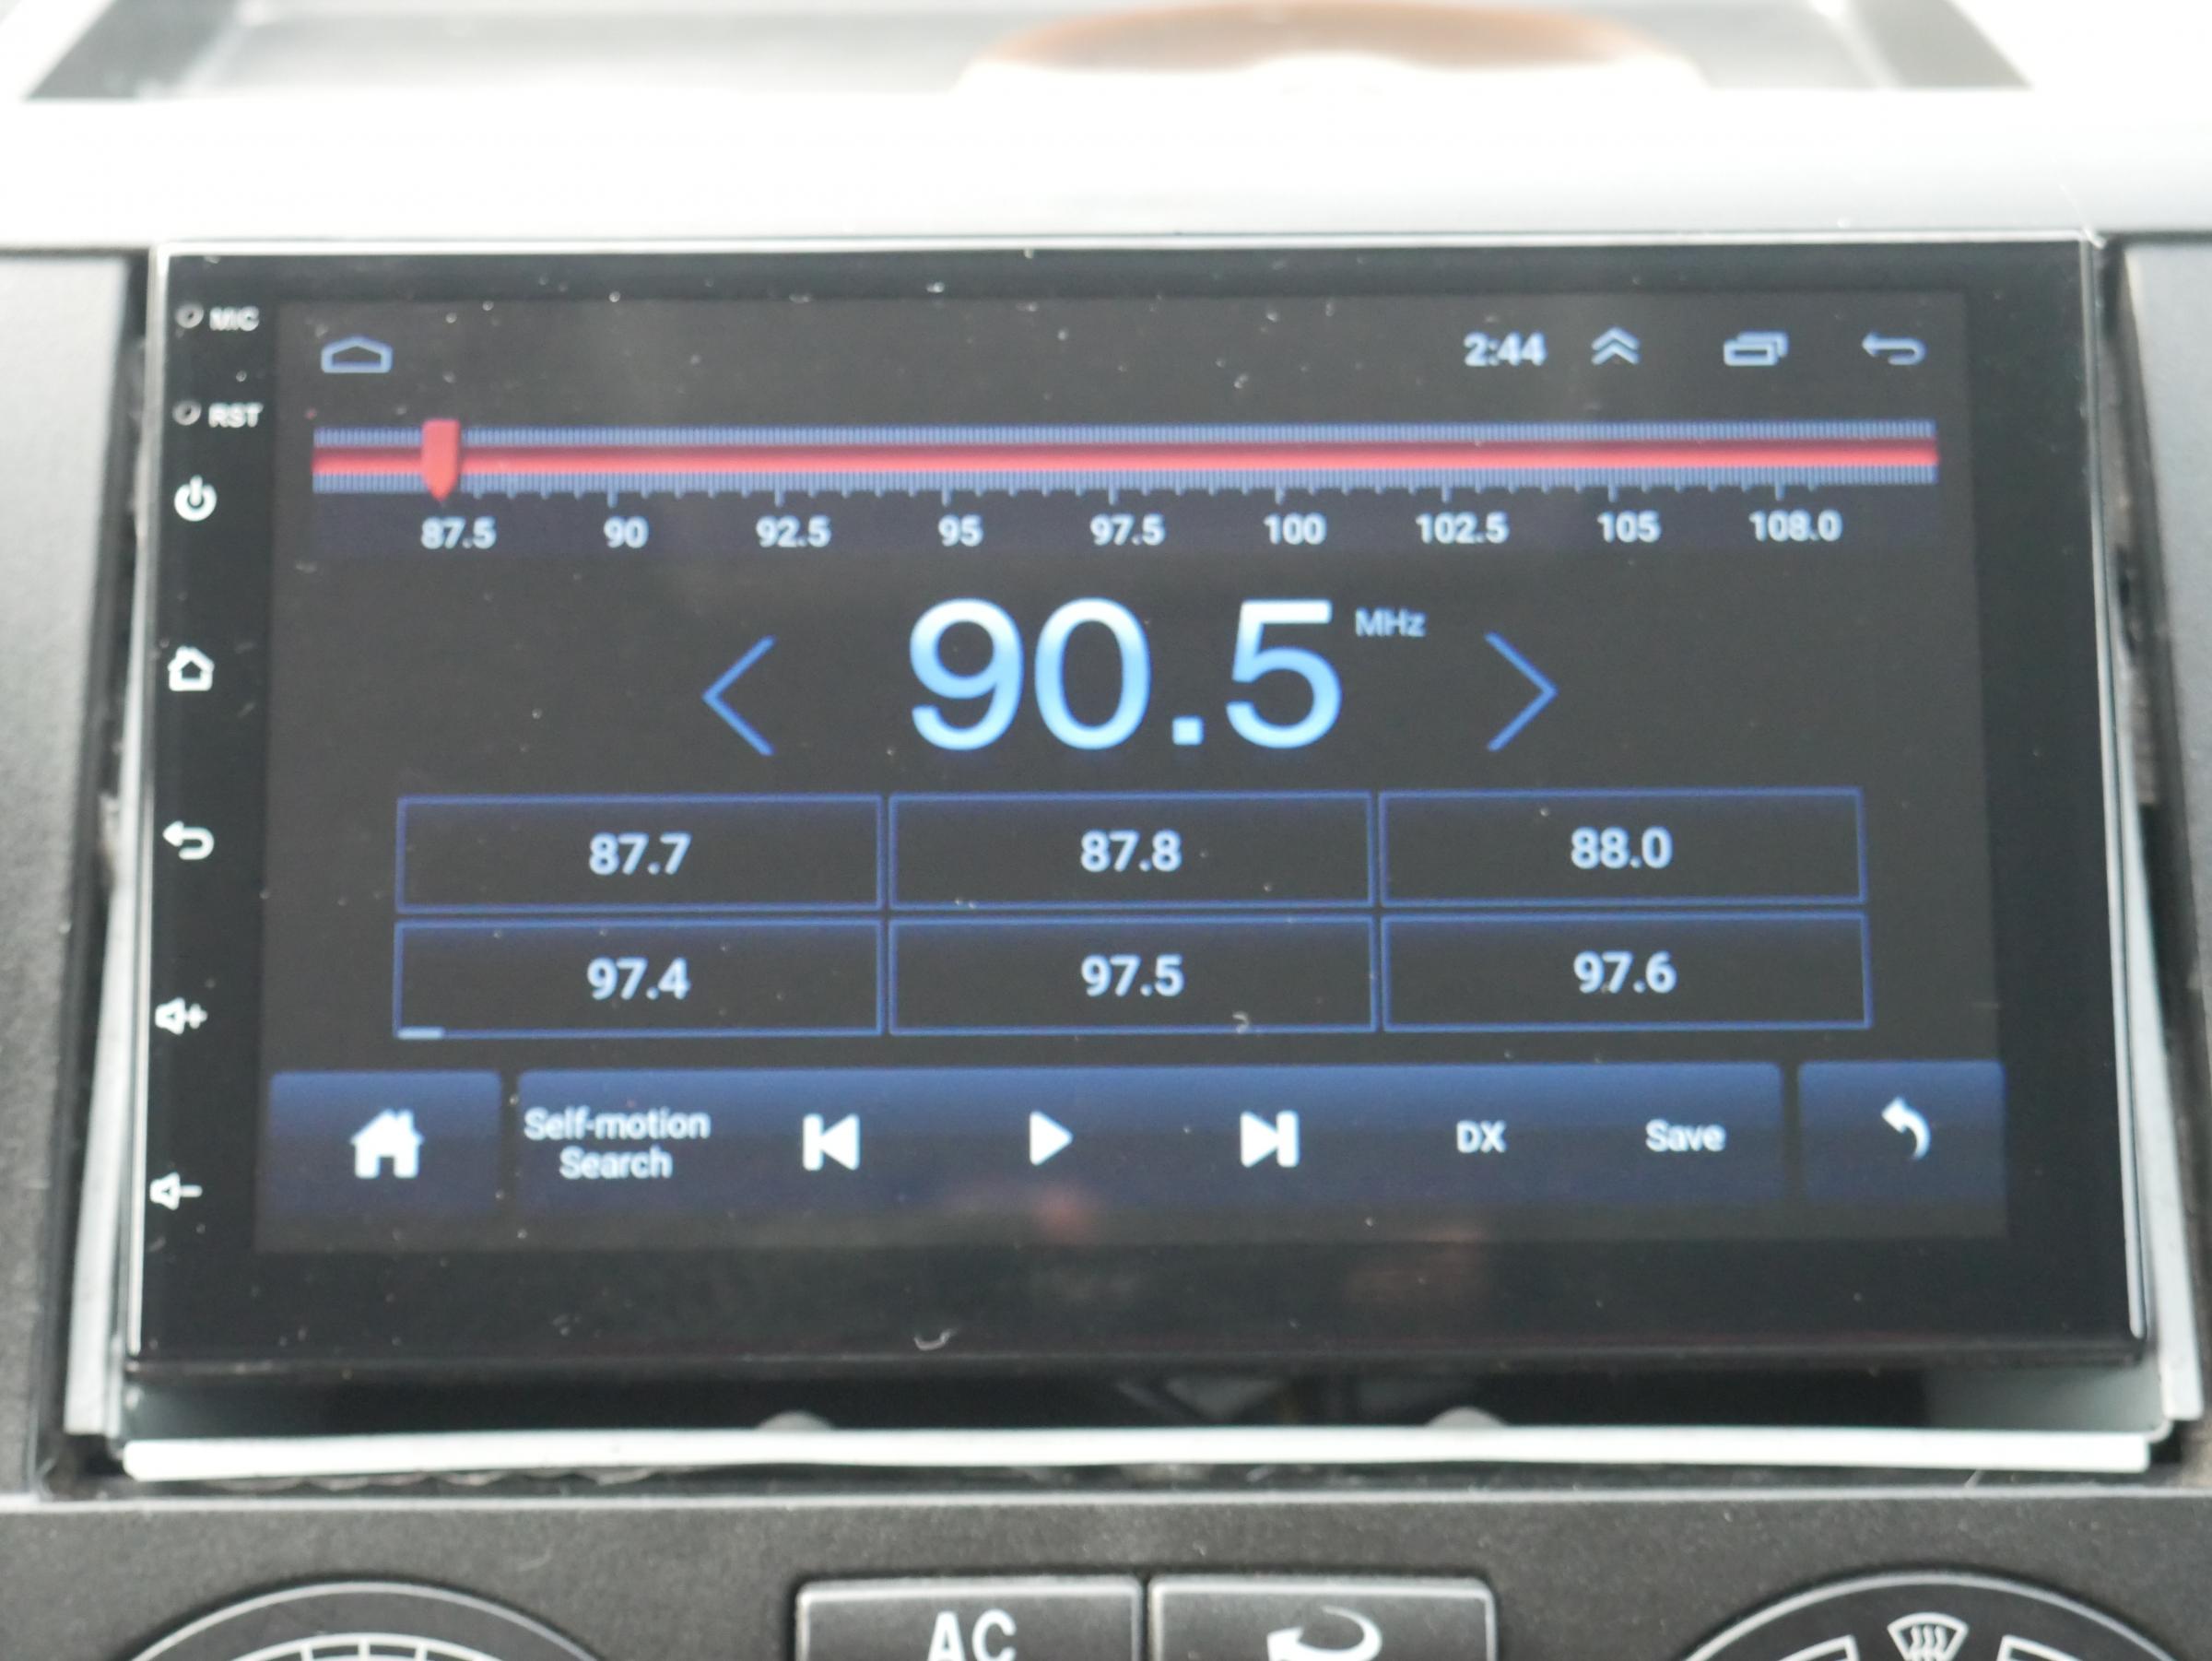 MIC
2:44
RST
87.5 90 92.5 95 97.5 100 102.5 105 108.0
90.5 MHz
87.7 87.8 88.0
97.4 97.5 97.6
Self-motion
Search
DX
Save
AC